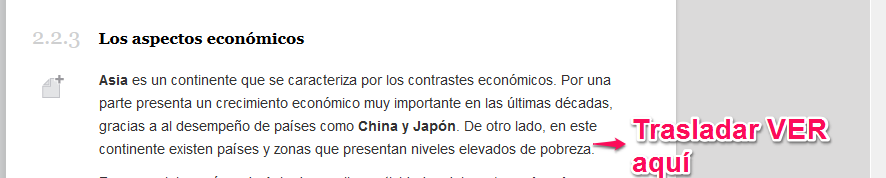 2.2.3 Los aspectos económicos
Asia es un continente que se caracteriza por los contrastes económicos. Por una
parte presenta un crecimiento económico muy importante en las últimas décadas,
gracias a al desempeño de países como China y Japón. De otro lado, en este
continente existen países y zonas que presentan niveles elevados de pobreza.
Trasladar VER
aquí